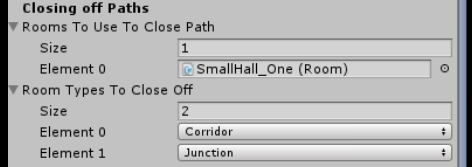 Closing off Paths
Rooms To Use To Close Path
Size 1
Element 0 SmallHall_One (Room)
Room Types To Close Off
Size 2
Element 0 Corridor
Element 1 Junction